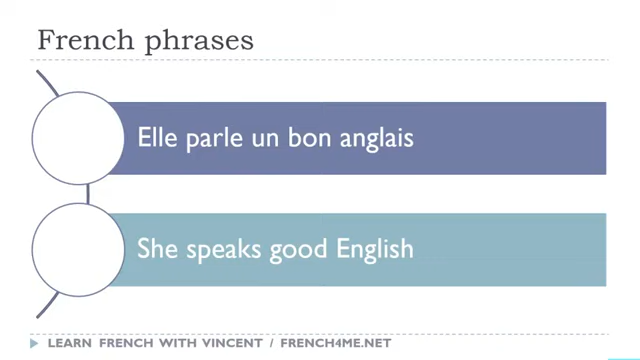 French phrases
Elle parle un bon anglais
She speaks good English
LEARN FRENCH WITH VINCENT / FRENCH4ME.NET